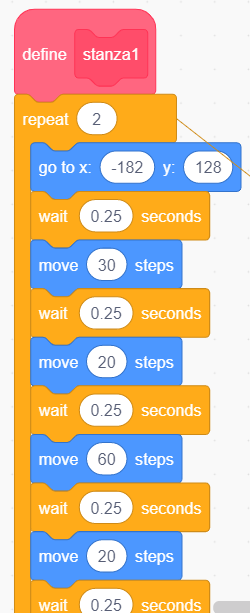 define stanza1
repeat 2
go to x: -182 y: 128
wait 0.25 seconds
move 30 steps
wait 0.25 seconds
move 20 steps
wait 0.25 seconds
move 60 steps
wait 0.25 seconds
move 20 steps
wait 0.25 seconds